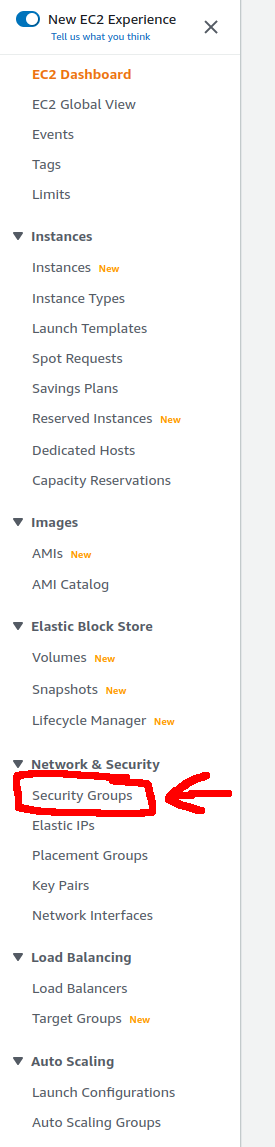 New EC2 Experience
Tell us what you think
EC2 Dashboard
EC2 Global View
Events
Tags
Limits
Instances
Instances New
Instance Types
Launch Templates
Spot Requests
Savings Plans
Reserved Instances New
Dedicated Hosts
Capacity Reservations
Images
AMIs New
AMI Catalog
Elastic Block Store
Volumes New
Snapshots New
Lifecycle Manager New
Network & Security
Security Groups
Elastic IPs
Placement Groups
Key Pairs
Network Interfaces
Load Balancing
Load Balancers
Target Groups New
Auto Scaling
Launch Configurations
Auto Scaling Groups